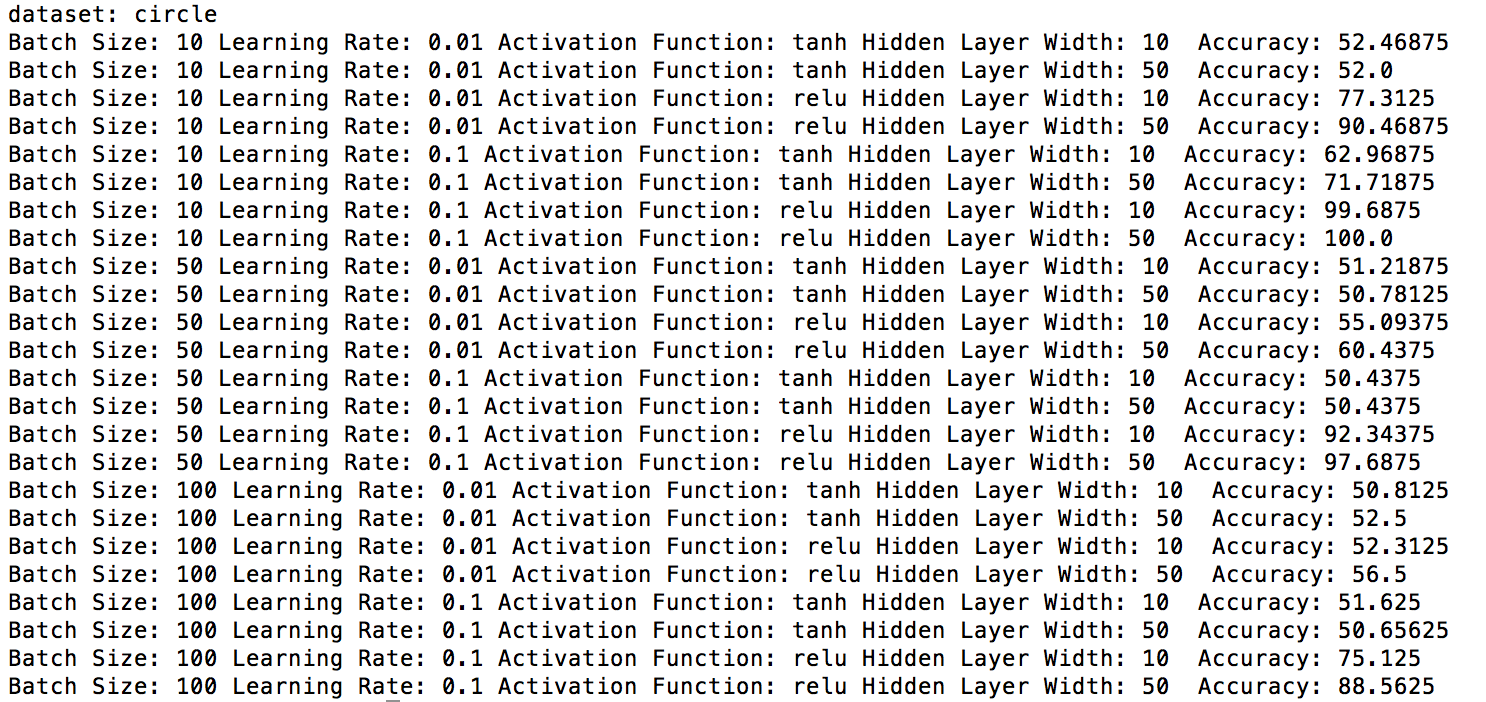 dataset: circle
Batch Size: 10 Learning Rate: 0.01 Activation Function: tanh Hidden Layer Width: 10  Accuracy: 52.46875
Batch Size: 10 Learning Rate: 0.01 Activation Function: tanh Hidden Layer Width: 50  Accuracy: 52.0
Batch Size: 10 Learning Rate: 0.01 Activation Function: relu Hidden Layer Width: 10  Accuracy: 77.3125
Batch Size: 10 Learning Rate: 0.01 Activation Function: relu Hidden Layer Width: 50  Accuracy: 90.46875
Batch Size: 10 Learning Rate: 0.1 Activation Function: tanh Hidden Layer Width: 10  Accuracy: 62.96875
Batch Size: 10 Learning Rate: 0.1 Activation Function: tanh Hidden Layer Width: 50  Accuracy: 71.71875
Batch Size: 10 Learning Rate: 0.1 Activation Function: relu Hidden Layer Width: 10  Accuracy: 99.6875
Batch Size: 10 Learning Rate: 0.1 Activation Function: relu Hidden Layer Width: 50  Accuracy: 100.0
Batch Size: 50 Learning Rate: 0.01 Activation Function: tanh Hidden Layer Width: 10  Accuracy: 51.21875
Batch Size: 50 Learning Rate: 0.01 Activation Function: tanh Hidden Layer Width: 50  Accuracy: 50.78125
Batch Size: 50 Learning Rate: 0.01 Activation Function: relu Hidden Layer Width: 10  Accuracy: 55.09375
Batch Size: 50 Learning Rate: 0.01 Activation Function: relu Hidden Layer Width: 50  Accuracy: 60.4375
Batch Size: 50 Learning Rate: 0.1 Activation Function: tanh Hidden Layer Width: 10  Accuracy: 50.4375
Batch Size: 50 Learning Rate: 0.1 Activation Function: tanh Hidden Layer Width: 50  Accuracy: 50.4375
Batch Size: 50 Learning Rate: 0.1 Activation Function: relu Hidden Layer Width: 10  Accuracy: 92.34375
Batch Size: 50 Learning Rate: 0.1 Activation Function: relu Hidden Layer Width: 50  Accuracy: 97.6875
Batch Size: 100 Learning Rate: 0.01 Activation Function: tanh Hidden Layer Width: 10  Accuracy: 50.8125
Batch Size: 100 Learning Rate: 0.01 Activation Function: tanh Hidden Layer Width: 50  Accuracy: 52.5
Batch Size: 100 Learning Rate: 0.01 Activation Function: relu Hidden Layer Width: 10  Accuracy: 52.3125
Batch Size: 100 Learning Rate: 0.01 Activation Function: relu Hidden Layer Width: 50  Accuracy: 56.5
Batch Size: 100 Learning Rate: 0.1 Activation Function: tanh Hidden Layer Width: 10  Accuracy: 51.625
Batch Size: 100 Learning Rate: 0.1 Activation Function: tanh Hidden Layer Width: 50  Accuracy: 50.65625
Batch Size: 100 Learning Rate: 0.1 Activation Function: relu Hidden Layer Width: 10  Accuracy: 75.125
Batch Size: 100 Learning Rate: 0.1 Activation Function: relu Hidden Layer Width: 50  Accuracy: 88.5625